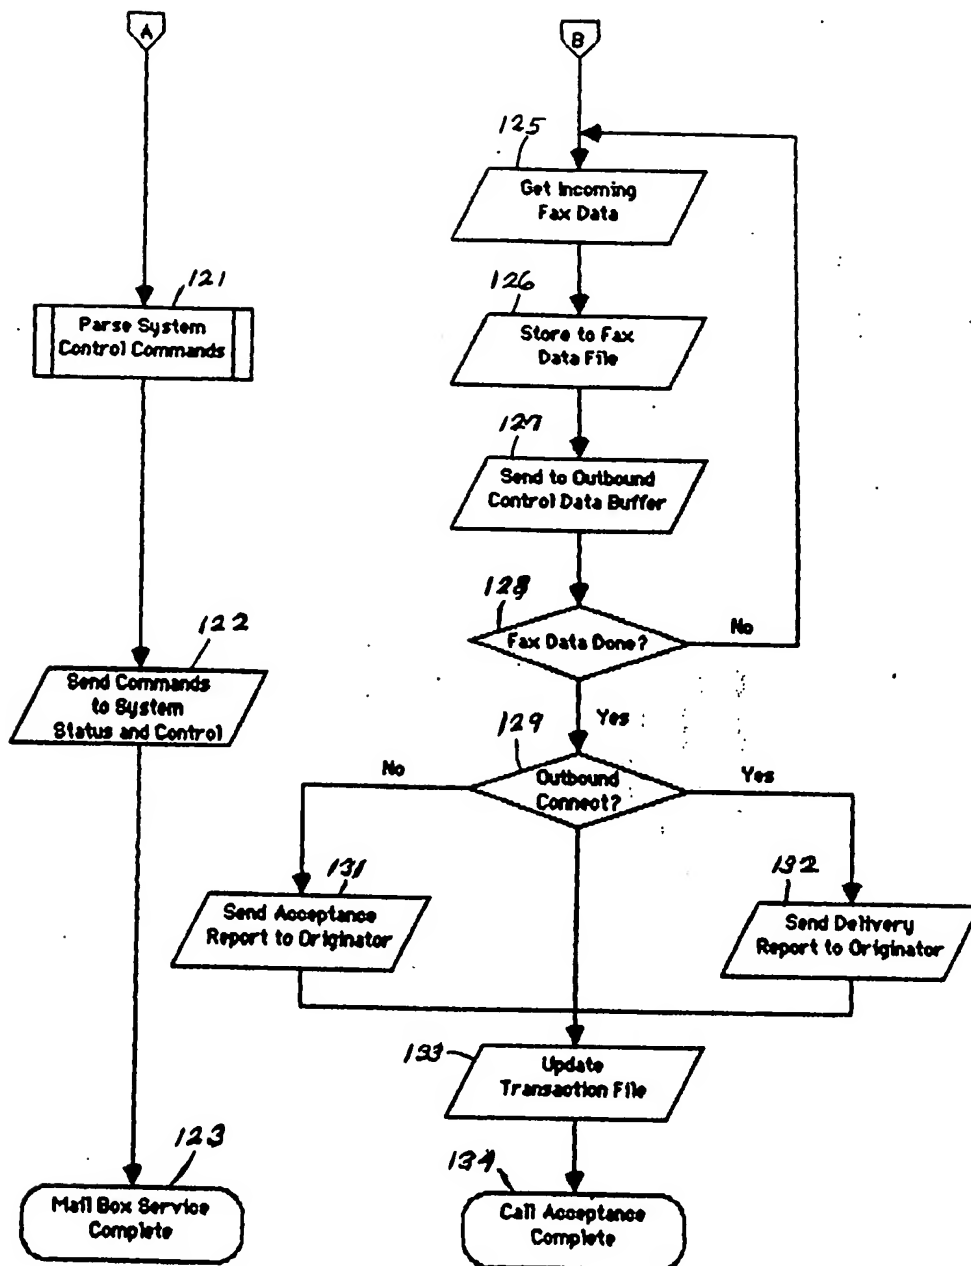 A
121
Parse System
Control Commands
122
Send Commands
to System
Status and Control
123
Mail Box Service
Complete
B
125
Get Incoming
Fax Data
126
Store to Fax
Data File
127
Send to Outbound
Control Data Buffer
128
Fax Data Done?
No
Yes
129
Outbound
Connect?
No
Yes
131
Send Acceptance
Report to Originator
132
Send Delivery
Report to Originator
133
Update
Transaction File
134
Call Acceptance
Complete